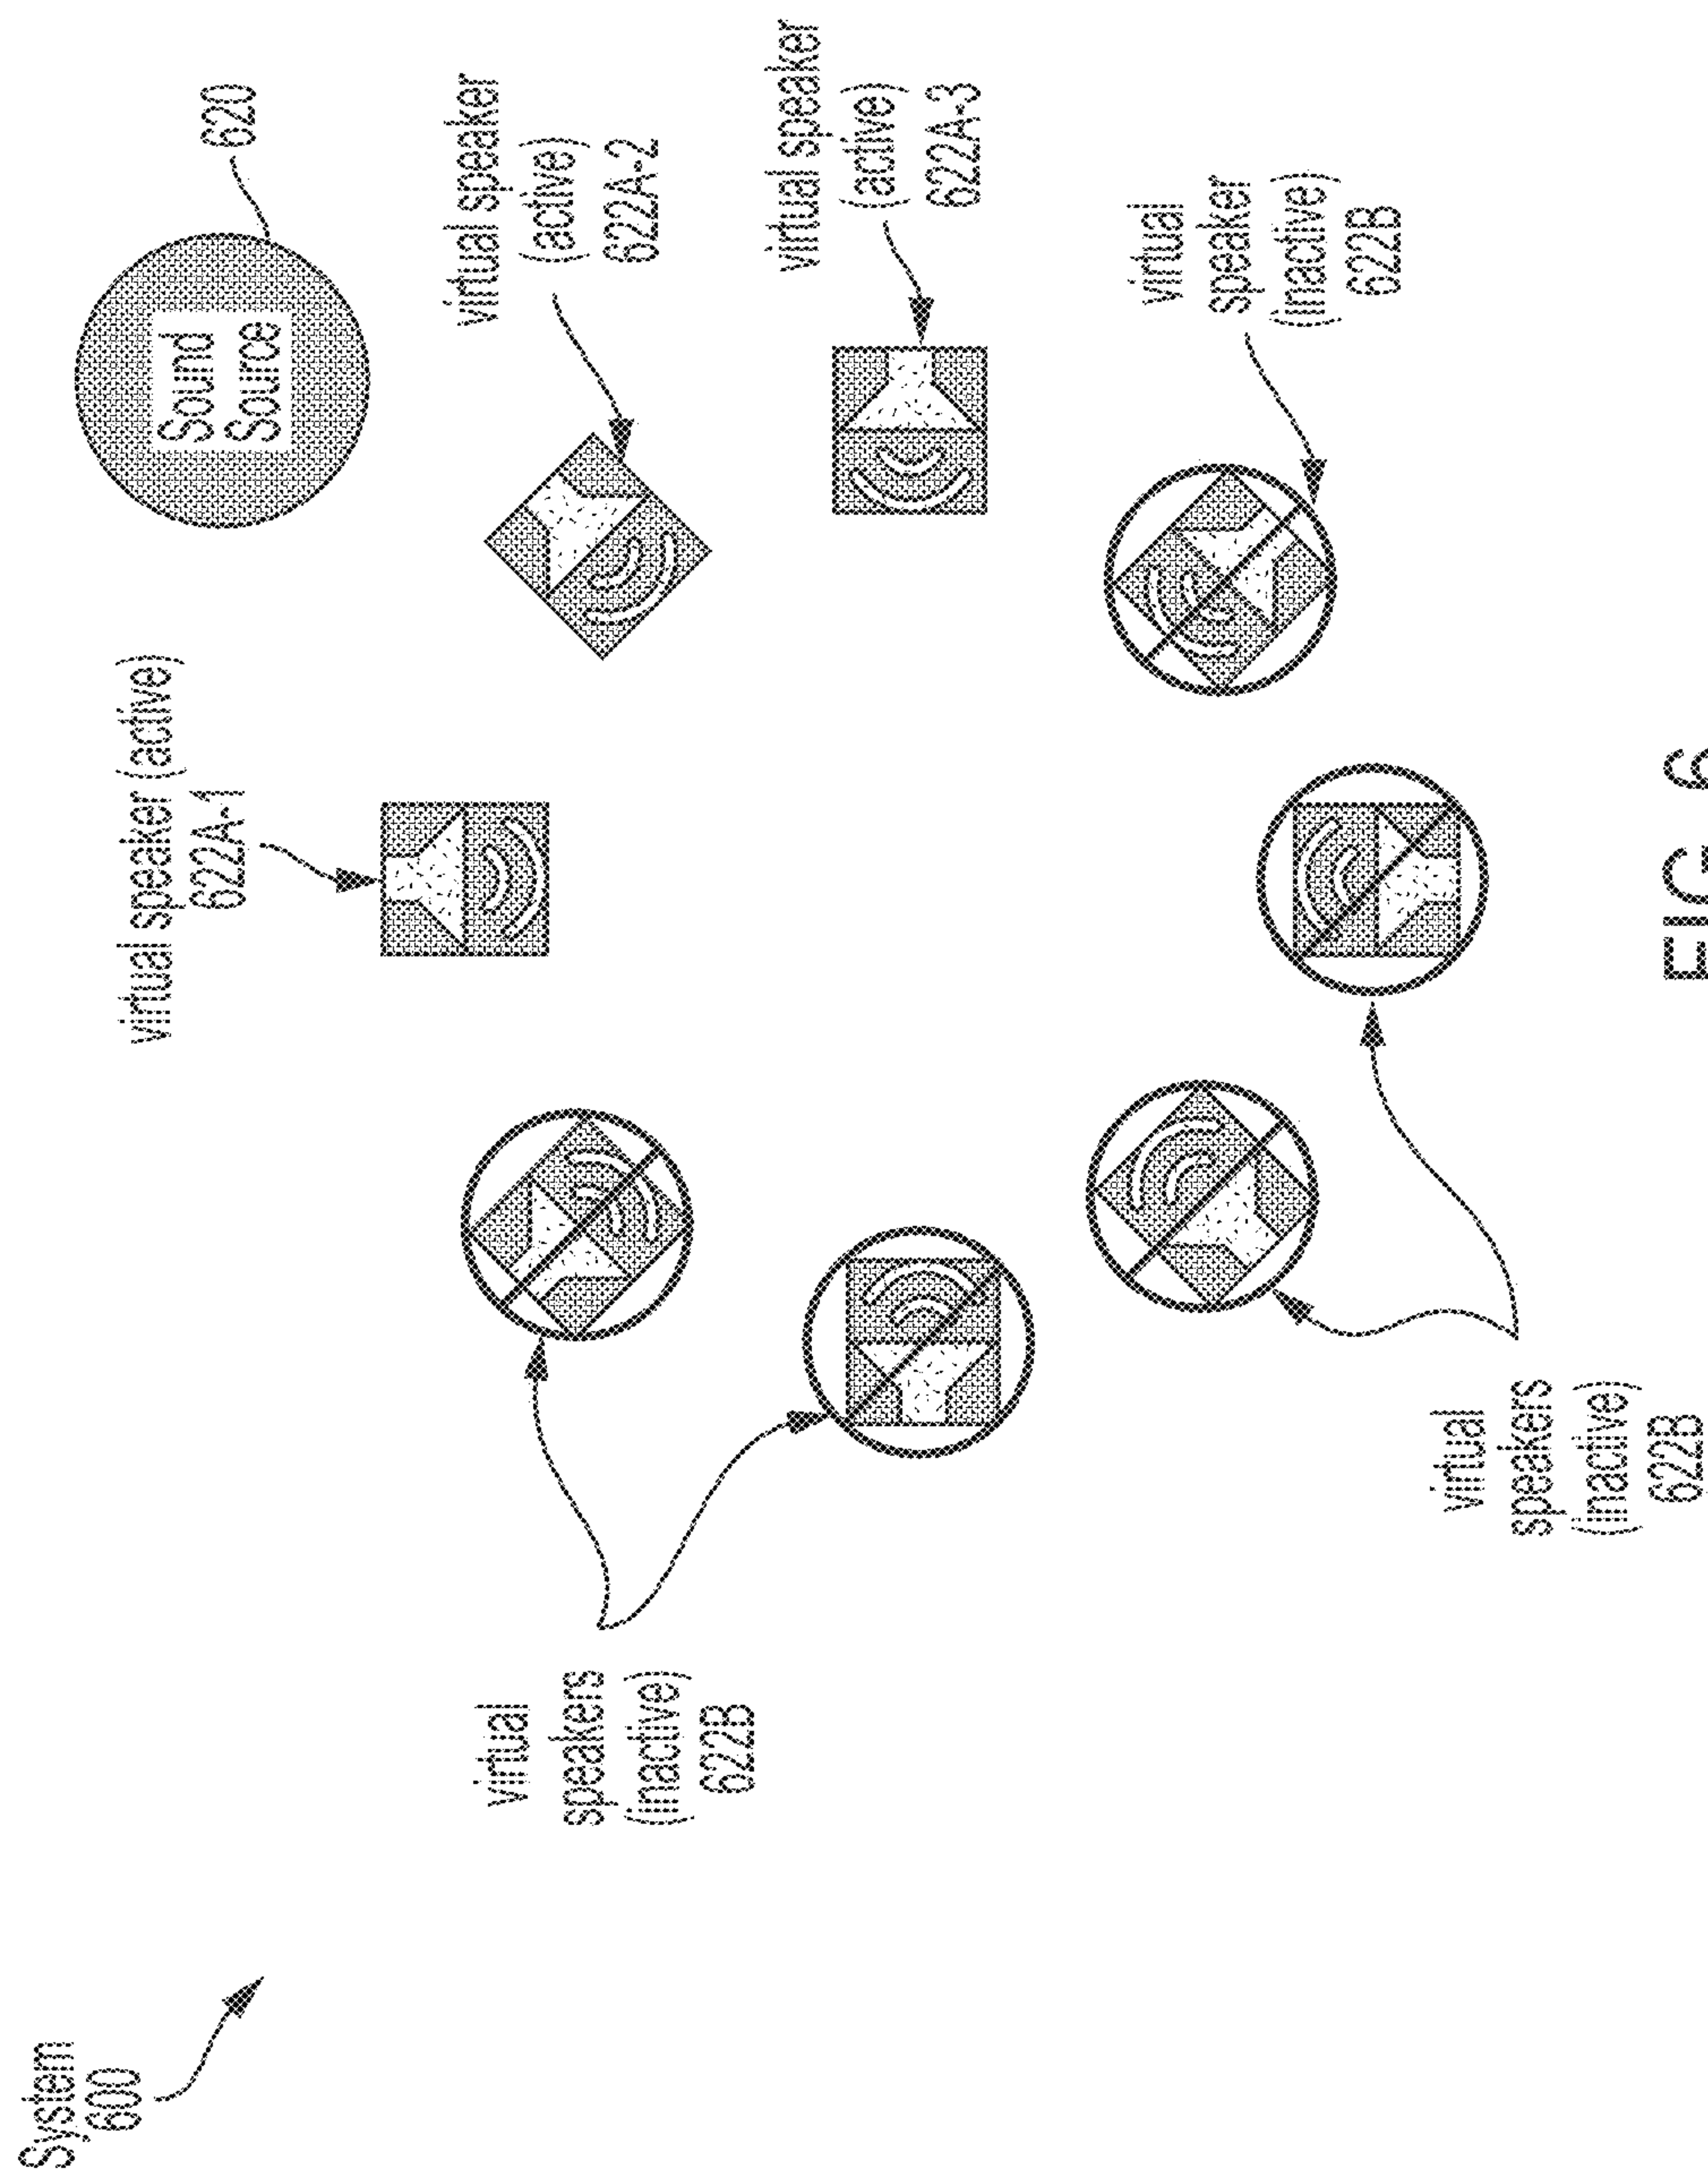 System
600
virtual speaker (active)
622A-1
Sound
Source
620
virtual speaker
(active)
622A-2
virtual speaker
(active)
622A-3
virtual
speaker
(inactive)
622B
virtual
speakers
(inactive)
622B
virtual
speakers
(inactive)
622B
FIG. 6